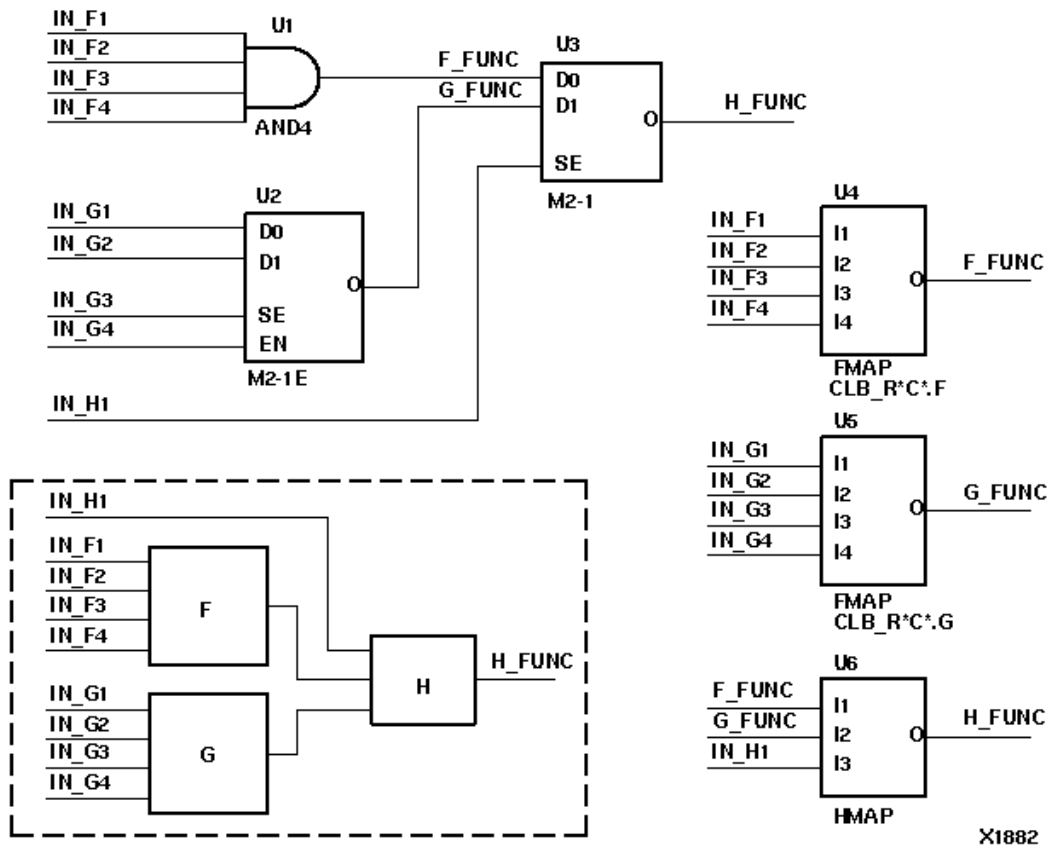 IN_F1
IN_F2
IN_F3
IN_F4
U1
AND4
F_FUNC
G_FUNC
U3
D0
D1
SE
O
M2-1
H_FUNC
IN_G1
IN_G2
IN_G3
IN_G4
IN_H1
U2
D0
D1
SE
EN
O
M2-1E
U4
IN_F1
IN_F2
IN_F3
IN_F4
I1
I2
I3
I4
O
F_FUNC
FMAP
CLB_R*C*.F
U5
IN_G1
IN_G2
IN_G3
IN_G4
I1
I2
I3
I4
O
G_FUNC
FMAP
CLB_R*C*.G
U6
F_FUNC
G_FUNC
IN_H1
I1
I2
I3
O
H_FUNC
HMAP
IN_H1
IN_F1
IN_F2
IN_F3
IN_F4
F
IN_G1
IN_G2
IN_G3
IN_G4
G
H
H_FUNC
X1882